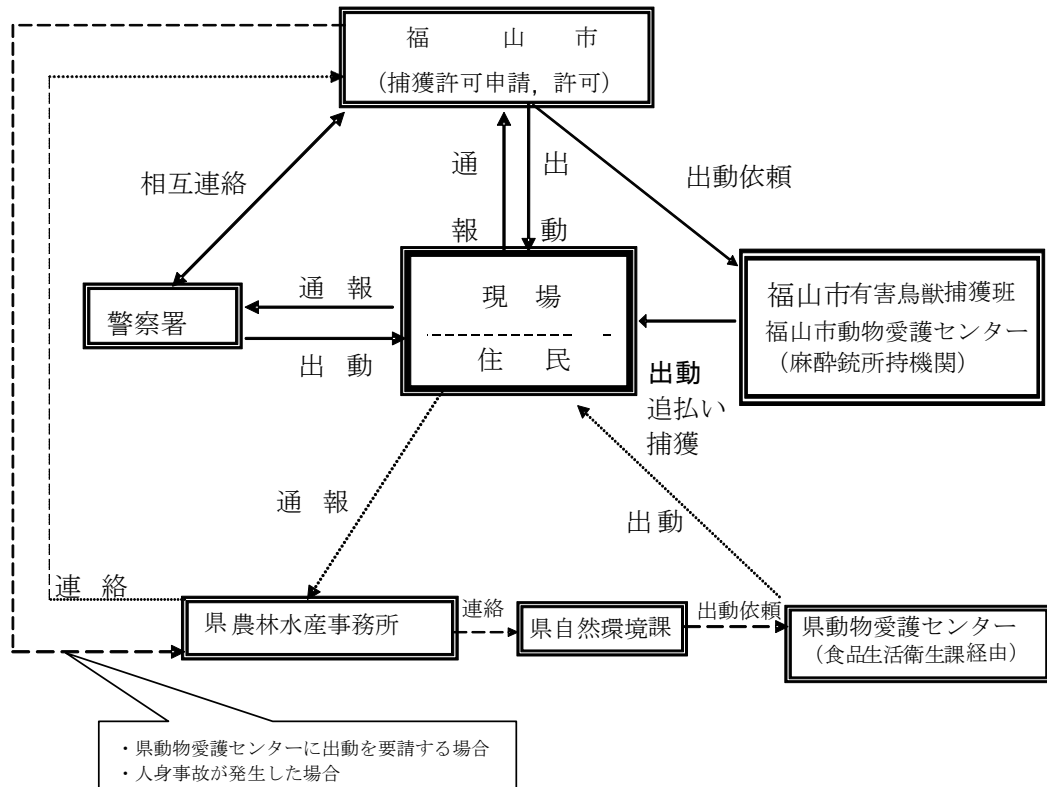 福 山 市
(捕獲許可申請，許可)
相互連絡
通 報
出 動
出動依頼
通 報
警察署
出 動
現 場
住 民
福山市有害鳥獣捕獲班
福山市動物愛護センター
(麻酔銃所持機関)
出動
追払い
捕獲
通 報
出動
連 絡
県農林水産事務所
連絡
県自然環境課
出動依頼
県動物愛護センター
(食品生活衛生課経由)
・県動物愛護センターに出動を要請する場合
・人身事故が発生した場合